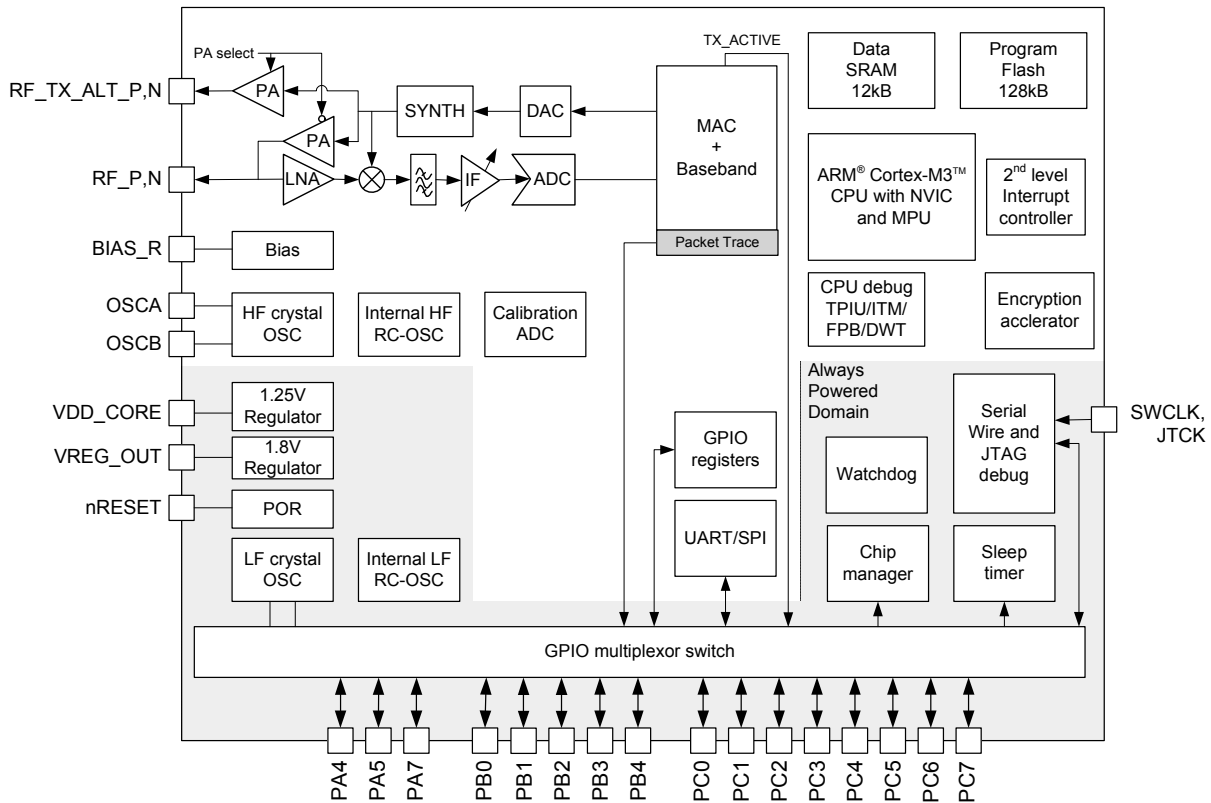 TX_ACTIVE
PA select
Data
SRAM
12kB
Program
Flash
128kB
RF_TX_ALT_P,N
PA
SYNTH
DAC
MAC
+
Baseband
PA
RF_P,N
LNA
IF
ADC
ARM® Cortex-M3™
CPU with NVIC
and MPU
2nd level
Interrupt
controller
Packet Trace
BIAS_R
Bias
OSCA
OSCB
HF crystal
OSC
Internal HF
RC-OSC
Calibration
ADC
CPU debug
TPIU/ITM/
FPB/DWT
Encryption
acclerator
Always
Powered
Domain
VDD_CORE
1.25V
Regulator
VREG_OUT
1.8V
Regulator
nRESET
POR
GPIO
registers
UART/SPI
Watchdog
Serial
Wire and
JTAG
debug
SWCLK,
JTCK
LF crystal
OSC
Internal LF
RC-OSC
Chip
manager
Sleep
timer
GPIO multiplexor switch
PA4
PA5
PA7
PB0
PB1
PB2
PB3
PB4
PC0
PC1
PC2
PC3
PC4
PC5
PC6
PC7